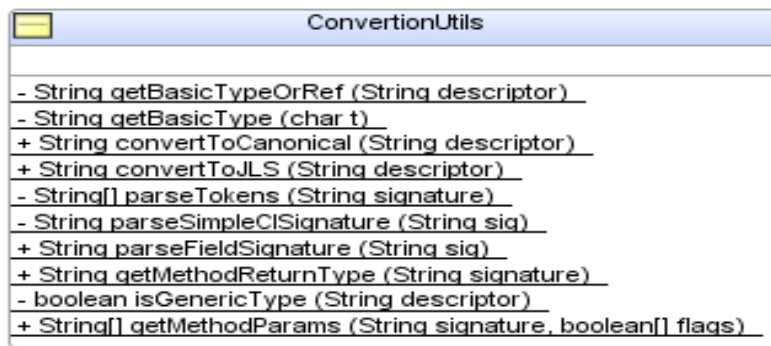 ConvertionUtils
- String getBasicTypeOrRef (String descriptor)
- String getBasicType (char t)
+ String convertToCanonical (String descriptor)
+ String convertToJLS (String descriptor)
- String[] parseTokens (String signature)
- String parseSimpleClSignature (String sig)
+ String parseFieldSignature (String sig)
+ String getMethodReturnType (String signature)
- boolean isGenericType (String descriptor)
+ String[] getMethodParams (String signature, boolean[] flags)